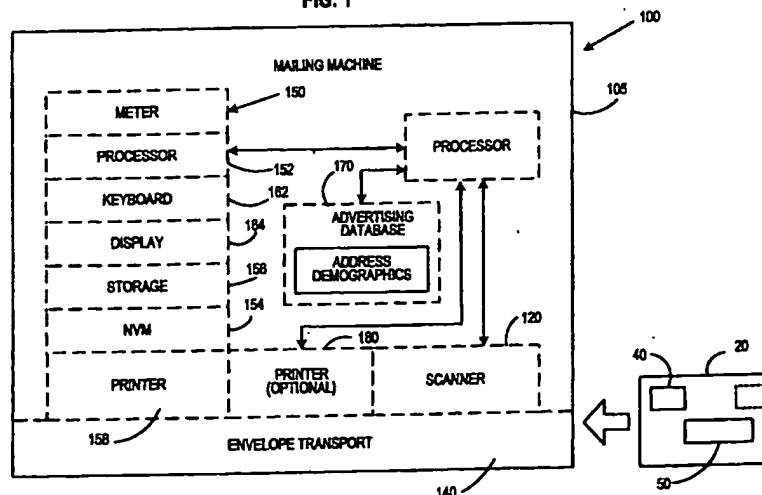 FIG. 1
100
MAILING MACHINE
105
METER
150
PROCESSOR
152
PROCESSOR
170
KEYBOARD
162
ADVERTISING
DATABASE
DISPLAY
164
ADDRESS
DEMOGRAPHICS
STORAGE
156
NVM
154
180
120
PRINTER
PRINTER
(OPTIONAL)
SCANNER
40
20
158
ENVELOPE TRANSPORT
50
140